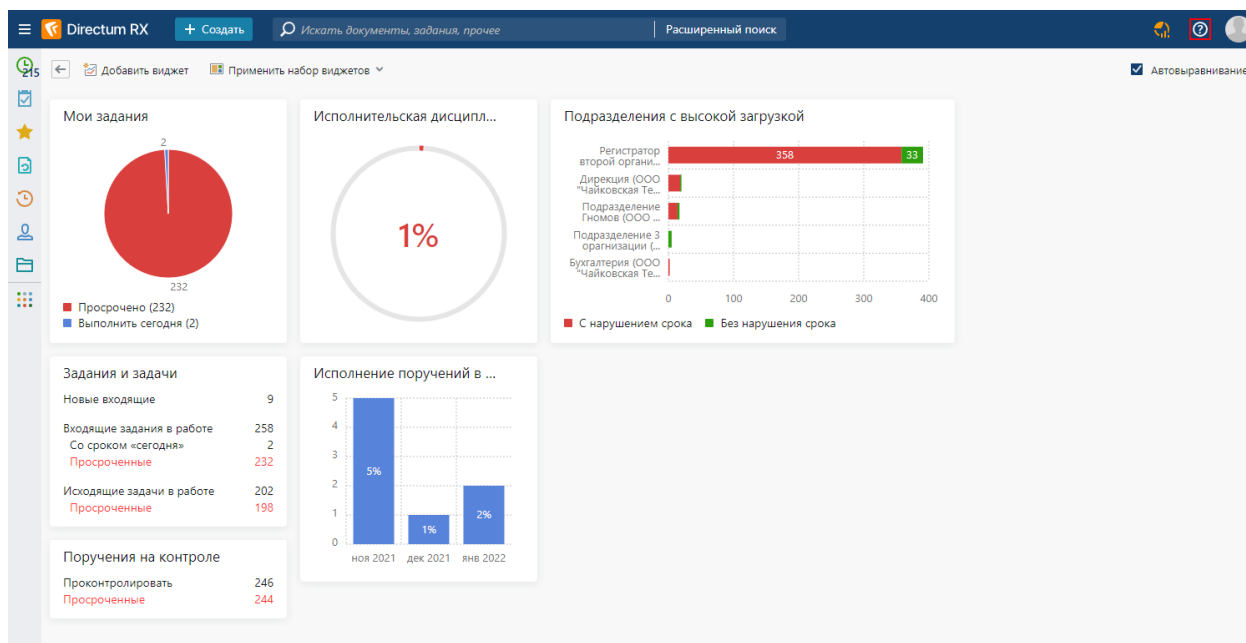 Directum RX
+ Создать
Искать документы, задания, прочее
Расширенный поиск
215
Добавить виджет
Применить набор виджетов
Автовыравнивание
Мои задания
2
232
Просрочено (232)
Выполнить сегодня (2)
Исполнительская дисципл...
1%
Подразделения с высокой загрузкой
Регистратор
второй органи...
358
33
Дирекция (ООО
"Чайковская Те...
Подразделение
Гномов (ООО ...
Подразделение 3
орагнизации (...
Бухгалтерия (ООО
"Чайковская Те...
0 100 200 300 400
С нарушением срока Без нарушения срока
Задания и задачи
Новые входящие 9
Входящие задания в работе 258
Со сроком «сегодня» 2
Просроченные 232
Исходящие задачи в работе 202
Просроченные 198
Исполнение поручений в ...
5
4
3
2
1
0
5%
1%
2%
ноя 2021 дек 2021 янв 2022
Поручения на контроле
Проконтролировать 246
Просроченные 244